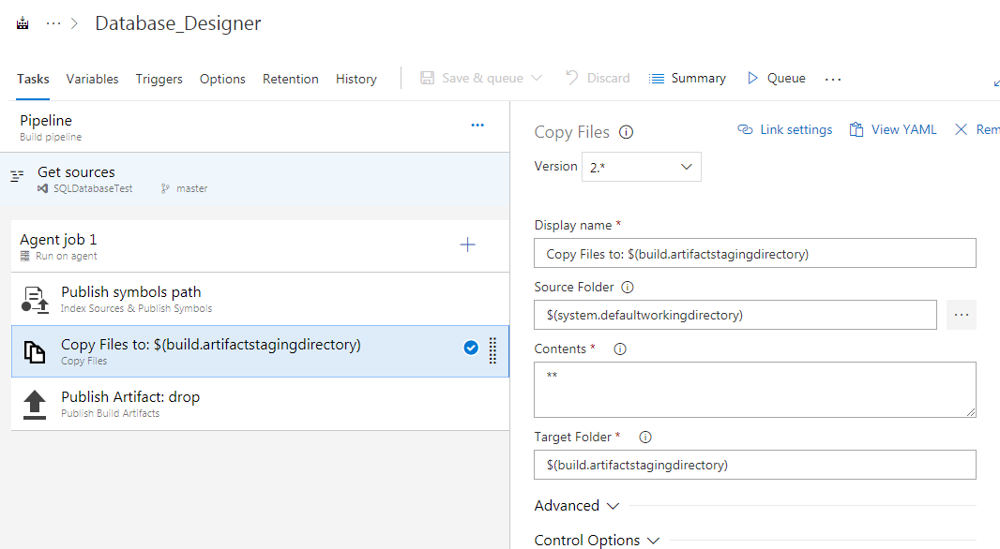 ··· > Database_Designer
Tasks Variables Triggers Options Retention History Save & queue Discard Summary Queue ...
Pipeline ...
Build pipeline
Get sources
SQLDatabaseTest master
Agent job 1
Run on agent
Publish symbols path
Index Sources & Publish Symbols
Copy Files to: $(build.artifactstagingdirectory)
Copy Files
Publish Artifact: drop
Publish Build Artifacts
Copy Files Link settings View YAML Rem
Version 2.*
Display name *
Copy Files to: $(build.artifactstagingdirectory)
Source Folder
$(system.defaultworkingdirectory) ...
Contents *
**
Target Folder *
$(build.artifactstagingdirectory)
Advanced
Control Options